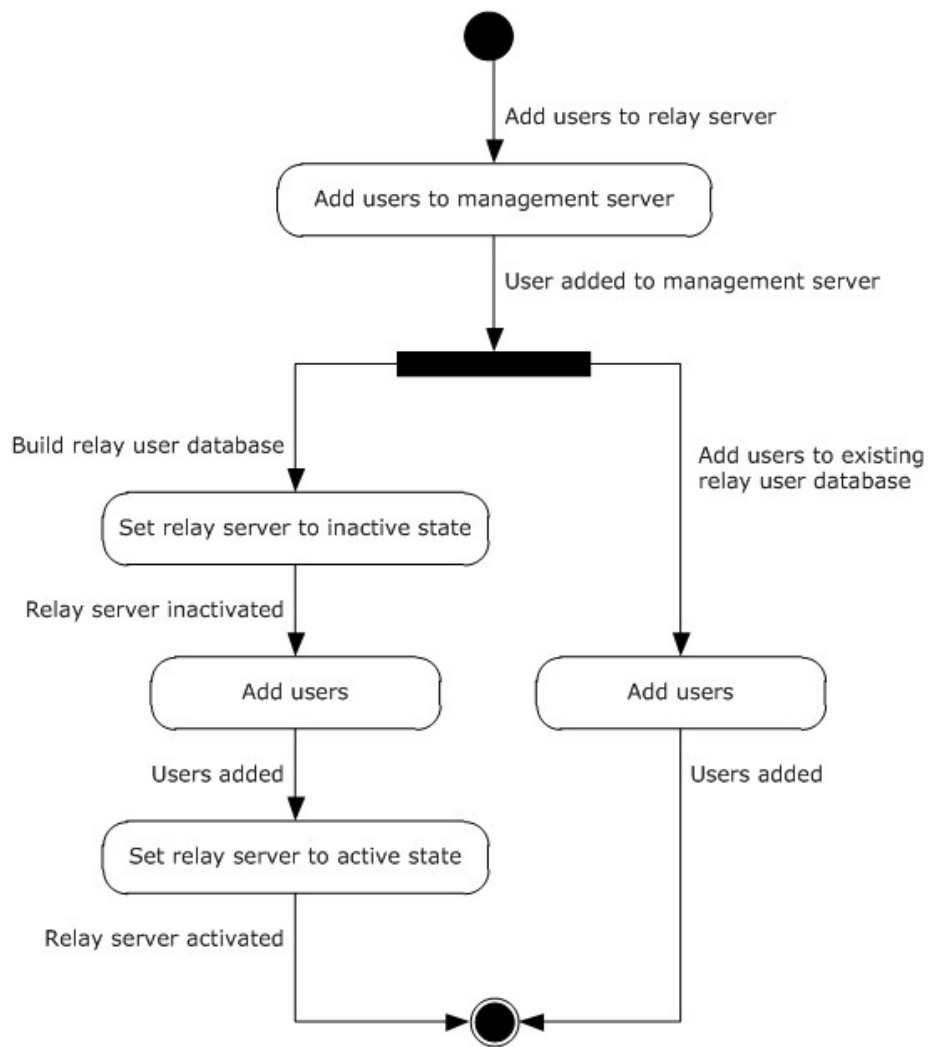 Add users to relay server
Add users to management server
User added to management server
Build relay user database
Add users to existing
relay user database
Set relay server to inactive state
Relay server inactivated
Add users
Add users
Users added
Users added
Set relay server to active state
Relay server activated